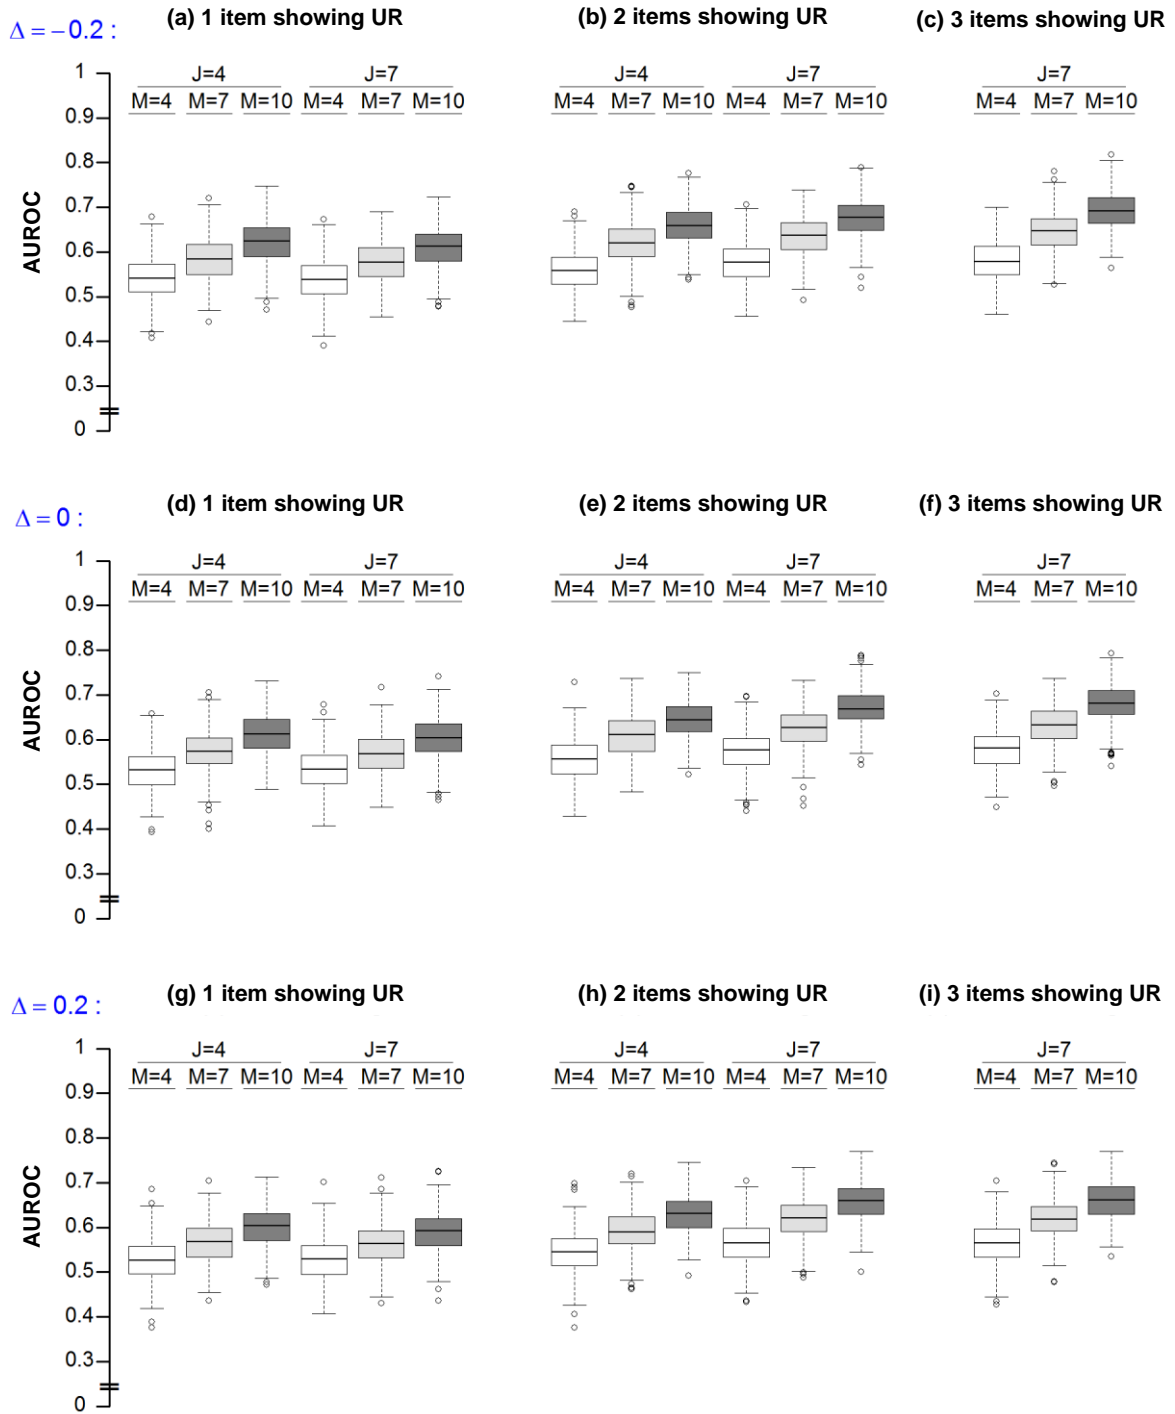 (a) 1 item showing UR
(b) 2 items showing UR
(c) 3 items showing UR
Δ = −0.2 :
1
J=4
J=7
J=4
J=7
J=7
M=4 M=7 M=10 M=4 M=7 M=10
M=4 M=7 M=10 M=4 M=7 M=10
M=4 M=7 M=10
0.9
0.8
0.7
0.6
0.5
0.4
0.3
0
AUROC
(d) 1 item showing UR
(e) 2 items showing UR
(f) 3 items showing UR
Δ = 0 :
1
J=4
J=7
J=4
J=7
J=7
M=4 M=7 M=10 M=4 M=7 M=10
M=4 M=7 M=10 M=4 M=7 M=10
M=4 M=7 M=10
0.9
0.8
0.7
0.6
0.5
0.4
0.3
0
AUROC
(g) 1 item showing UR
(h) 2 items showing UR
(i) 3 items showing UR
Δ = 0.2 :
1
J=4
J=7
J=4
J=7
J=7
M=4 M=7 M=10 M=4 M=7 M=10
M=4 M=7 M=10 M=4 M=7 M=10
M=4 M=7 M=10
0.9
0.8
0.7
0.6
0.5
0.4
0.3
0
AUROC